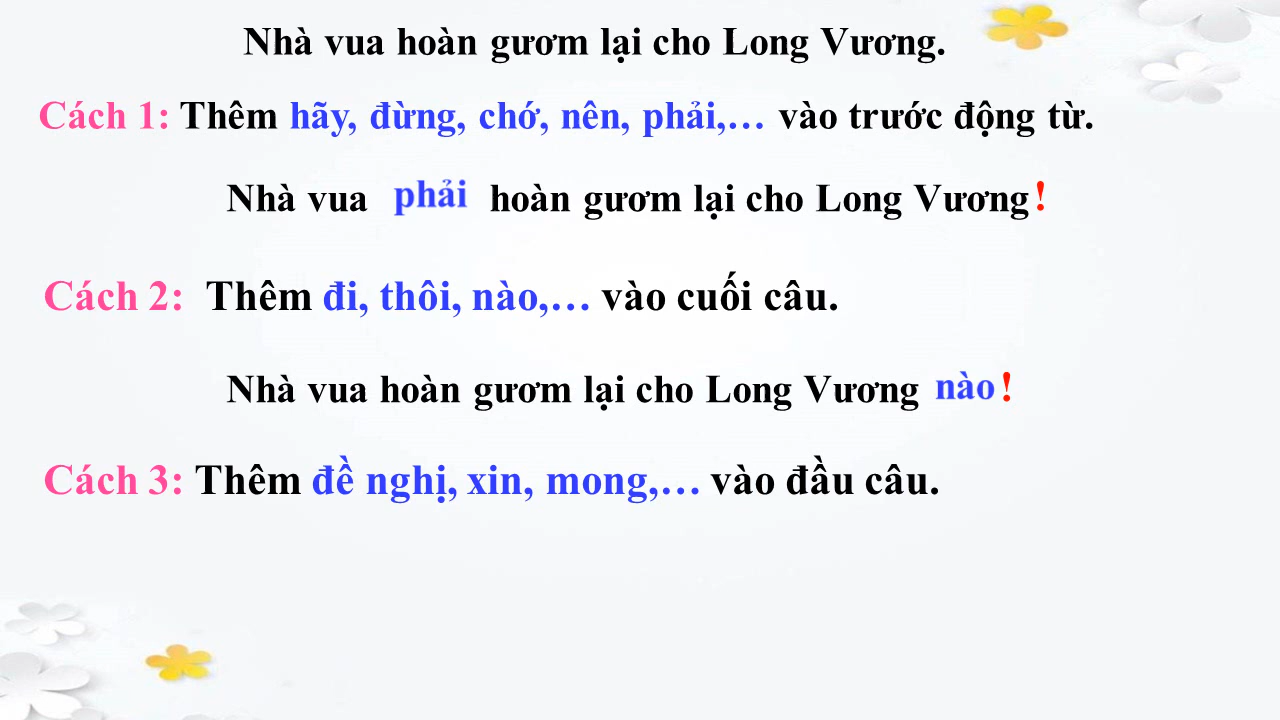 Nhà vua hoàn gươm lại cho Long Vương.
Cách 1: Thêm hãy, đừng, chớ, nên, phải,… vào trước động từ.
Nhà vua phải hoàn gươm lại cho Long Vương!
Cách 2: Thêm đi, thôi, nào,… vào cuối câu.
Nhà vua hoàn gươm lại cho Long Vương nào!
Cách 3: Thêm đề nghị, xin, mong,… vào đầu câu.